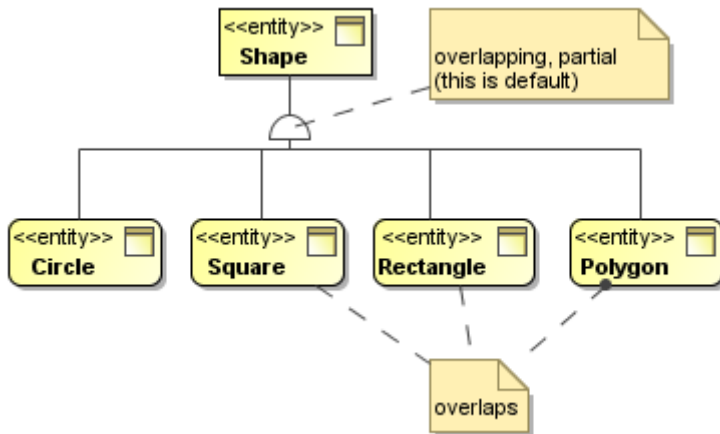 <<entity>>
Shape
overlapping, partial
(this is default)
<<entity>>
Circle
<<entity>>
Square
<<entity>>
Rectangle
<<entity>>
Polygon
overlaps